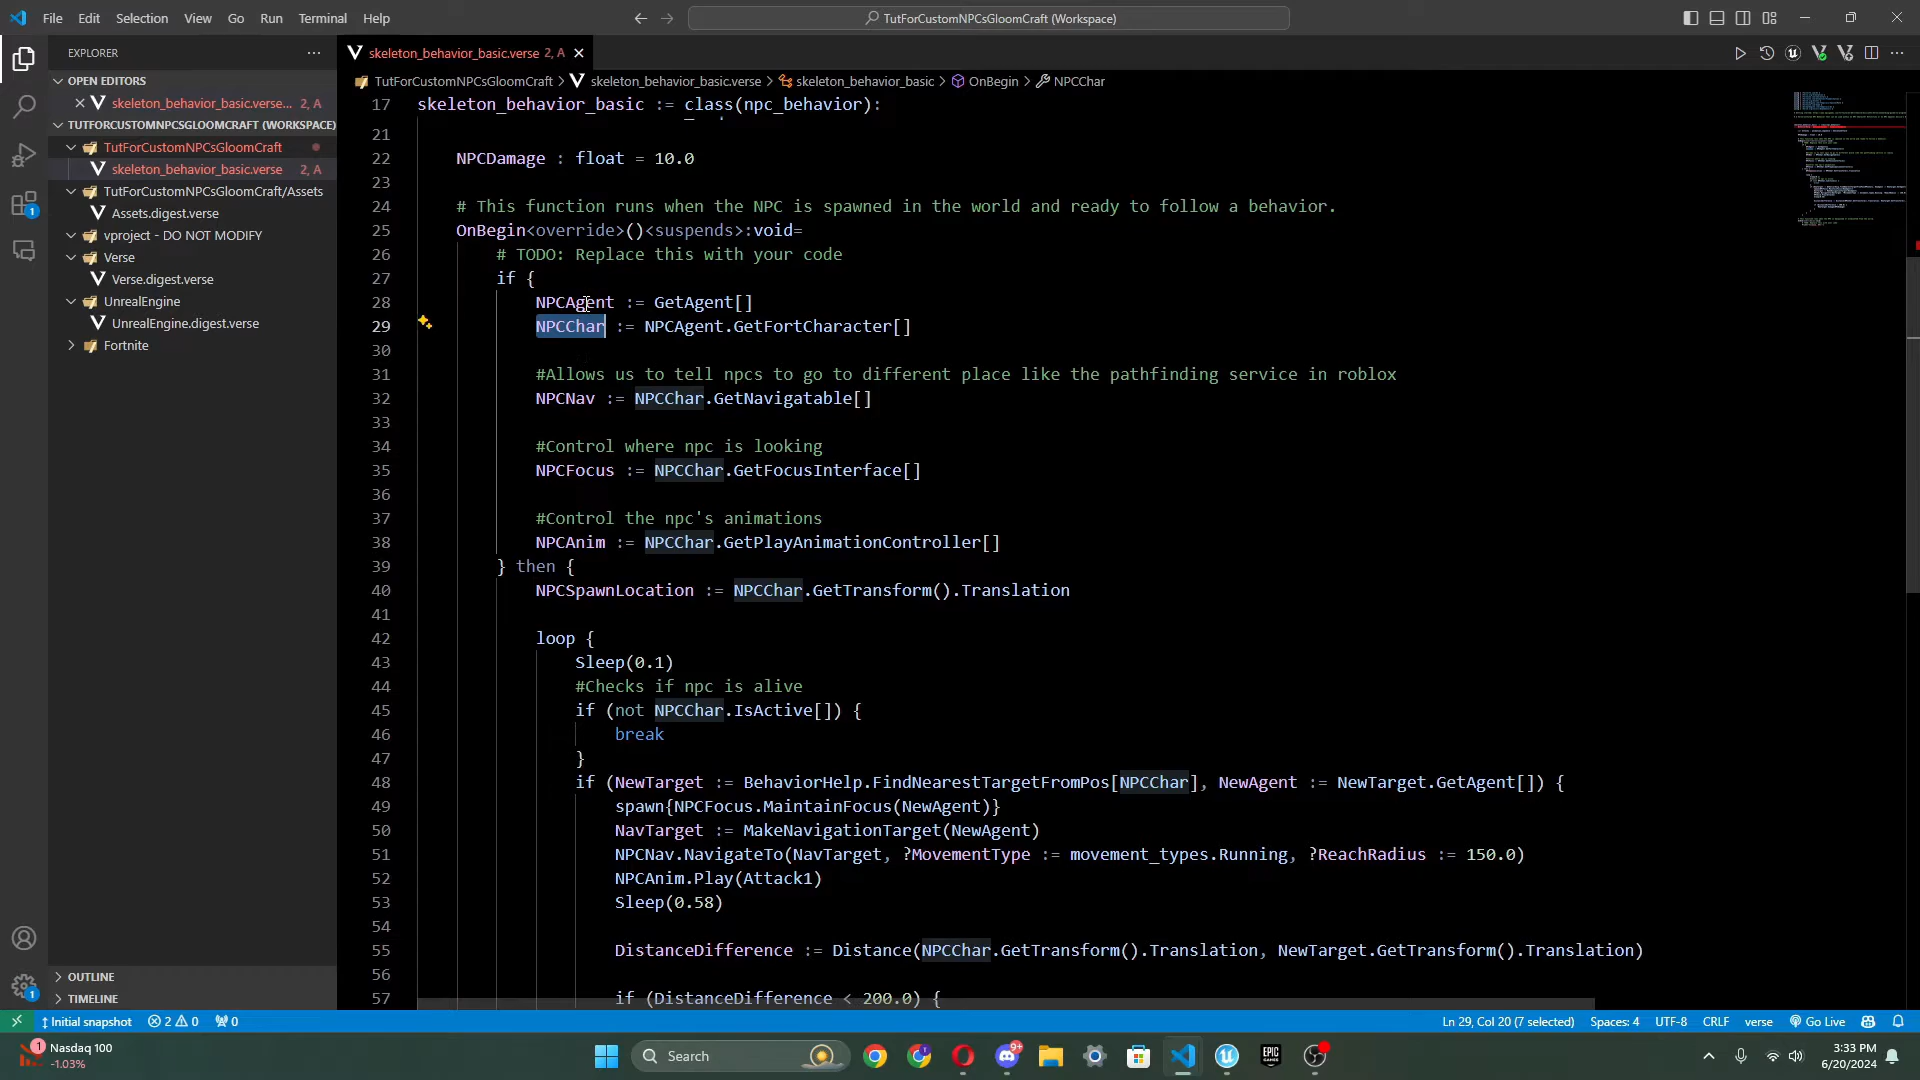 File Edit Selection View Go Run Terminal Help
TutForCustomNPCsGloomCraft (Workspace)
EXPLORER
OPEN EDITORS
skeleton_behavior_basic.verse... 2, A
TUTFORCUSTOMNPCSGLOOMCRAFT (WORKSPACE)
TutForCustomNPCsGloomCraft
skeleton_behavior_basic.verse 2, A
TutForCustomNPCsGloomCraft/Assets
Assets.digest.verse
vproject - DO NOT MODIFY
Verse
Verse.digest.verse
UnrealEngine
UnrealEngine.digest.verse
Fortnite
OUTLINE
TIMELINE
skeleton_behavior_basic.verse 2, A
TutForCustomNPCsGloomCraft > skeleton_behavior_basic.verse > skeleton_behavior_basic > OnBegin > NPCChar
17 skeleton_behavior_basic := class(npc_behavior):
21
22 NPCDamage : float = 10.0
23
24 # This function runs when the NPC is spawned in the world and ready to follow a behavior.
25 OnBegin<override>()<suspends>:void=
26 # TODO: Replace this with your code
27 if {
28 NPCAgent := GetAgent[]
29 NPCChar := NPCAgent.GetFortCharacter[]
30
31 #Allows us to tell npcs to go to different place like the pathfinding service in roblox
32 NPCNav := NPCChar.GetNavigatable[]
33
34 #Control where npc is looking
35 NPCFocus := NPCChar.GetFocusInterface[]
36
37 #Control the npc's animations
38 NPCAnim := NPCChar.GetPlayAnimationController[]
39 } then {
40 NPCSpawnLocation := NPCChar.GetTransform().Translation
41
42 loop {
43 Sleep(0.1)
44 #Checks if npc is alive
45 if (not NPCChar.IsActive[]) {
46 break
47 }
48 if (NewTarget := BehaviorHelp.FindNearestTargetFromPos[NPCChar], NewAgent := NewTarget.GetAgent[]) {
49 spawn{NPCFocus.MaintainFocus(NewAgent)}
50 NavTarget := MakeNavigationTarget(NewAgent)
51 NPCNav.NavigateTo(NavTarget, ?MovementType := movement_types.Running, ?ReachRadius := 150.0)
52 NPCAnim.Play(Attack1)
53 Sleep(0.58)
54
55 DistanceDifference := Distance(NPCChar.GetTransform().Translation, NewTarget.GetTransform().Translation)
56
57 if (DistanceDifference < 200.0) {
Initial snapshot 2 0 0 Ln 29, Col 20 (7 selected) Spaces: 4 UTF-8 CRLF verse Go Live
1 Nasdaq 100
-1.03%
Search
9+
EPIC GAMES
3:33 PM
6/20/2024